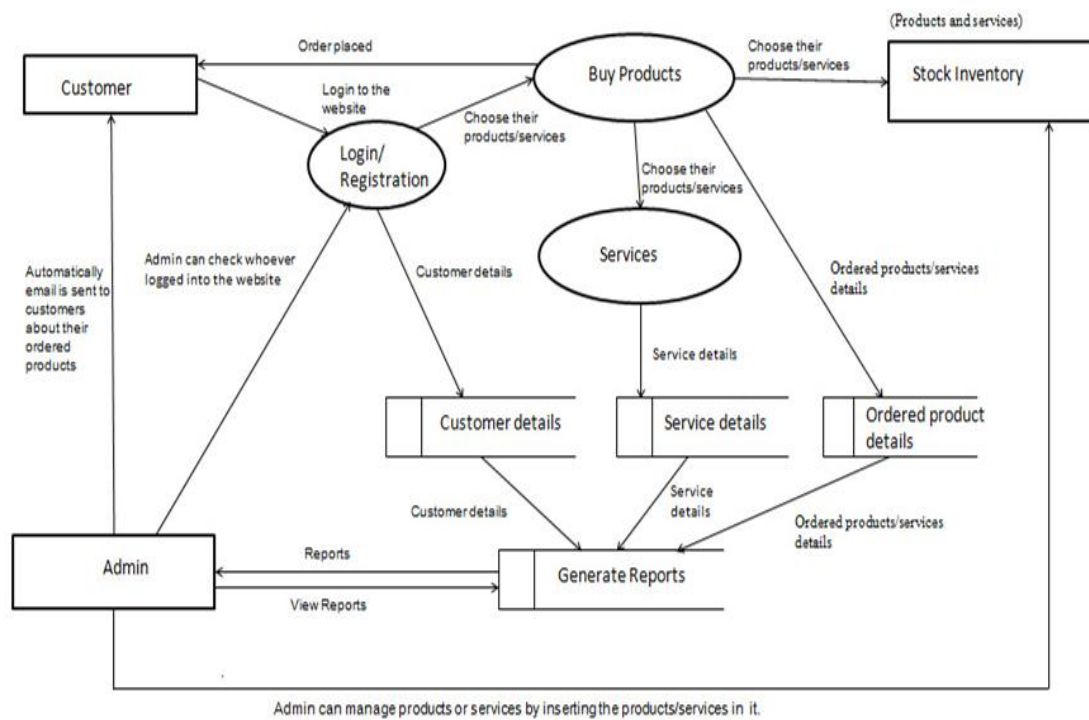 (Products and services)
Order placed
Choose their
products/services
Customer
Buy Products
Stock Inventory
Login to the
website
Choose their
products/services
Login/
Registration
Choose their
products/services
Admin can check whoever
logged into the website
Customer details
Services
Ordered products/services
details
Automatically
email is sent to
customers
about their
ordered
products
Service details
Customer details
Service details
Ordered product
details
Customer details
Service
details
Ordered products/services
details
Admin
Reports
Generate Reports
View Reports
Admin can manage products or services by inserting the products/services in it.